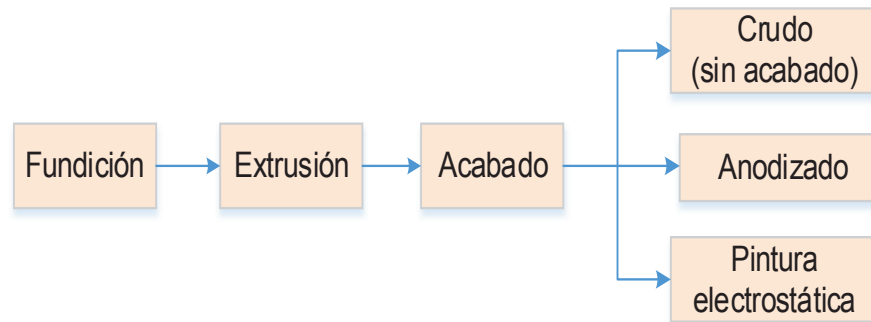 Fundición
Extrusión
Acabado
Crudo
(sin acabado)
Anodizado
Pintura
electrostática